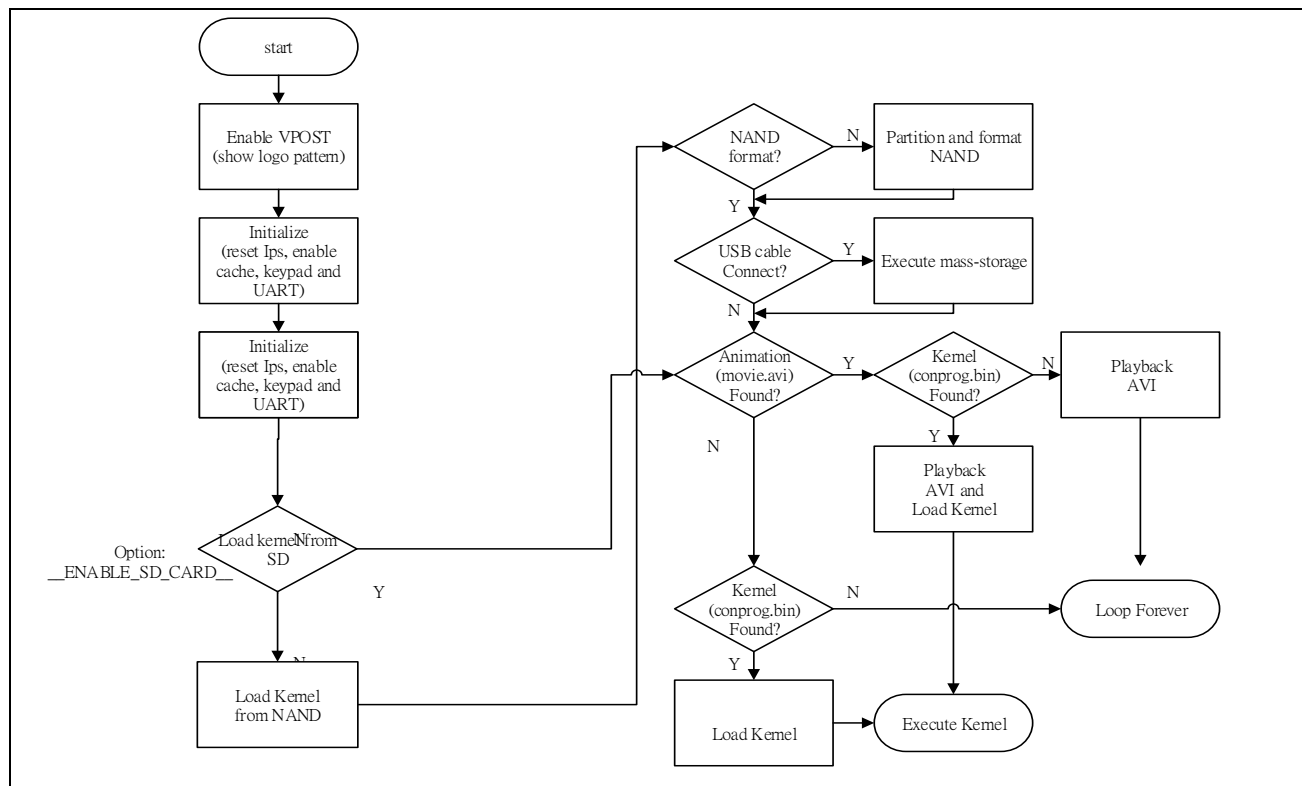 start
Enable VPOST
(show logo pattern)
Initialize
(reset Ips, enable
cache, keypad and
UART)
Initialize
(reset Ips, enable
cache, keypad and
UART)
Load kernel from
SD
N
Option:
__ENABLE_SD_CARD__
Y
N
Load Kernel
from NAND
NAND
format?
N
Partition and format
NAND
Y
USB cable
Connect?
Y
Execute mass-storage
N
Animation
(movie.avi)
Found?
Y
Kernel
(conprog.bin)
Found?
N
Playback
AVI
N
Y
Playback
AVI and
Load Kernel
Kernel
(conprog.bin)
Found?
N
Loop Forever
Y
Load Kernel
Execute Kernel